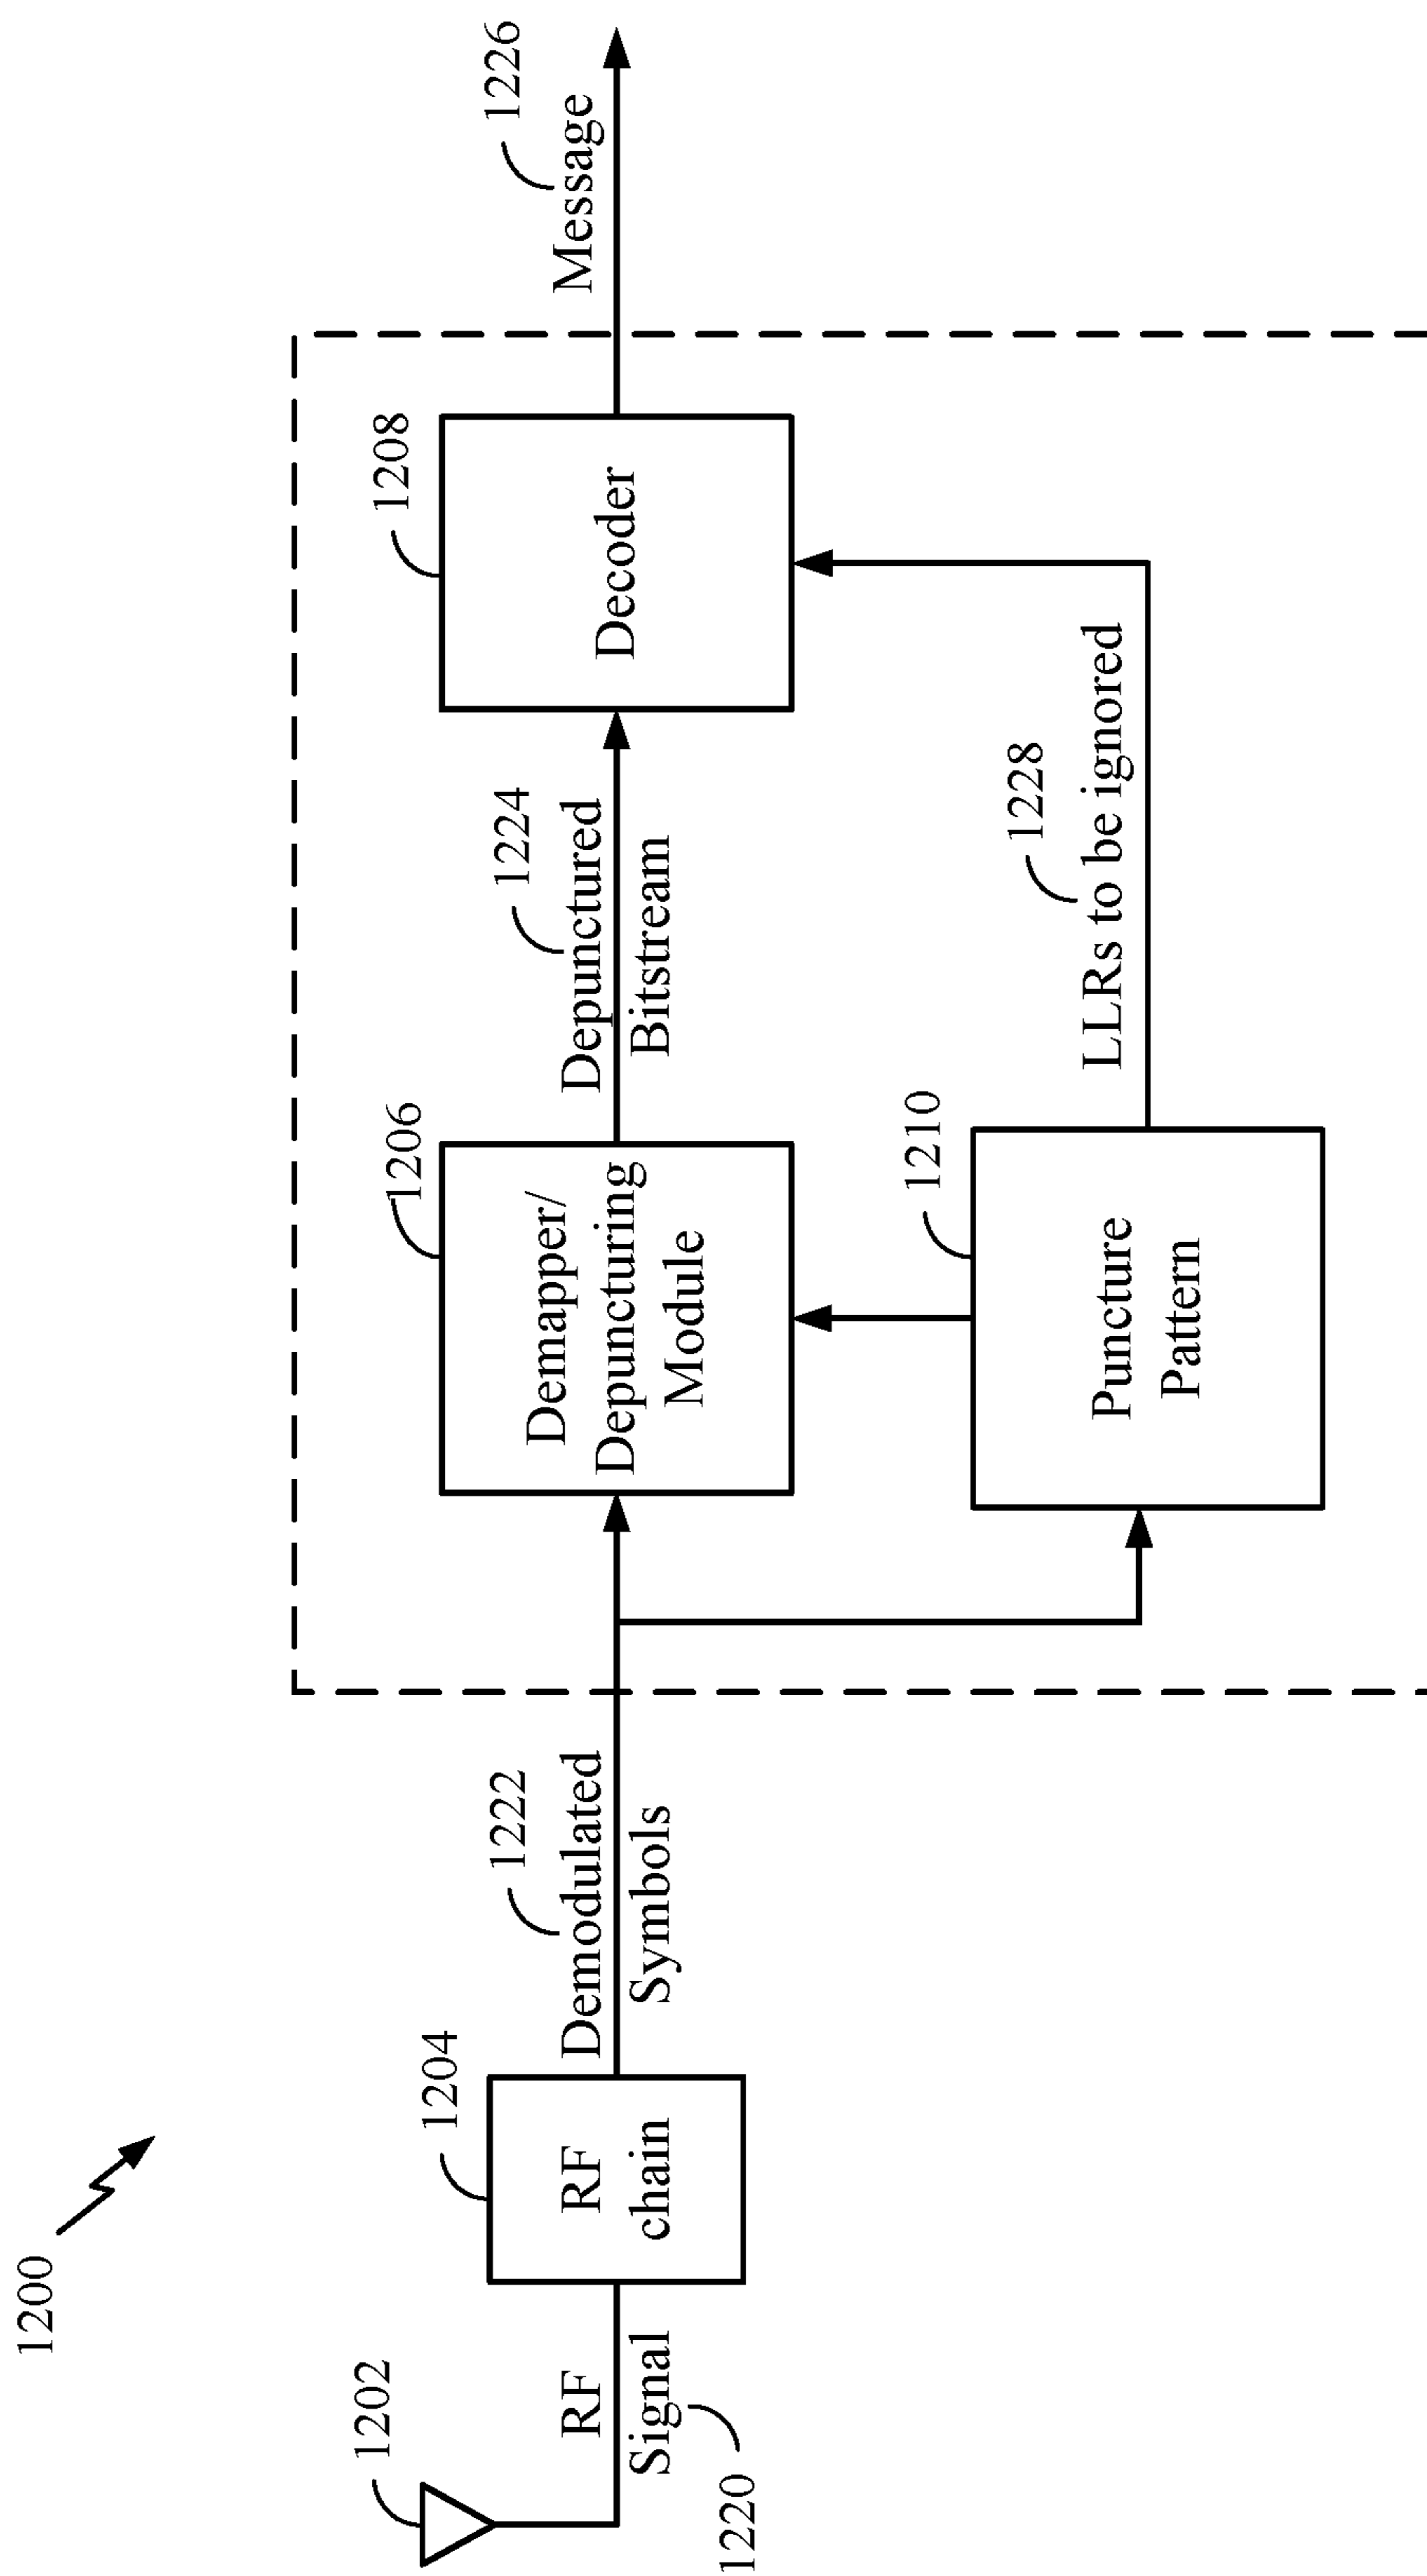 1200
1202
RF
Signal
1220
1204
RF
chain
1222
Demodulated
Symbols
1206
Demapper/
Depuncturing
Module
1224
Depunctured
Bitstream
1208
Decoder
1226
Message
1210
Puncture
Pattern
1228
LLRs to be ignored